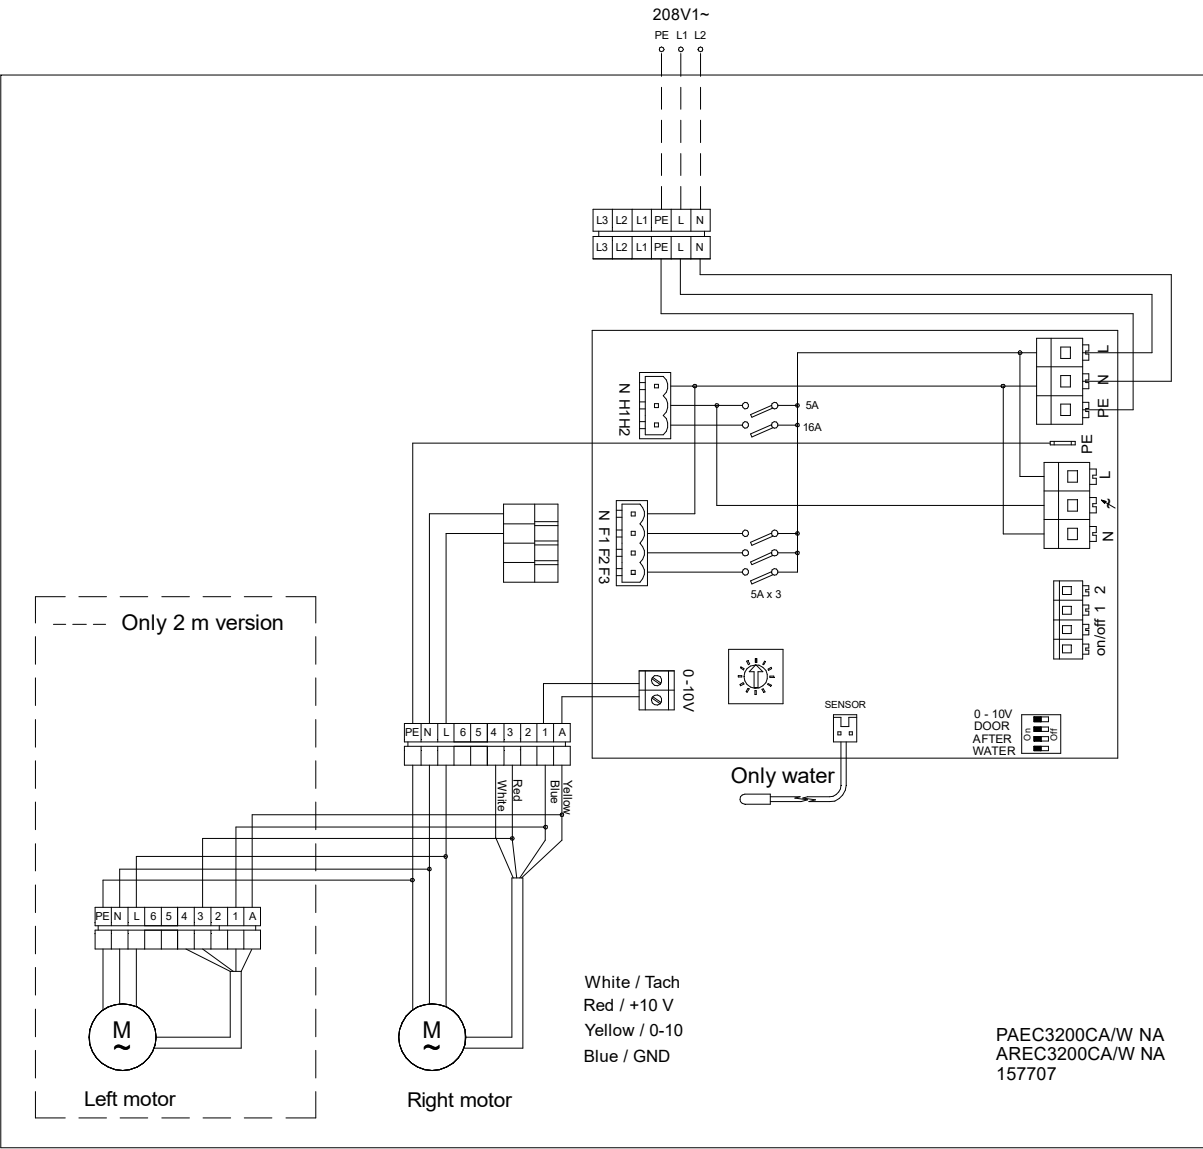 208V1~
PE L1 L2
L3 L2 L1 PE L N
L3 L2 L1 PE L N
L
N
PE
N H1H2
5A
16A
PE
L
N
N F1 F2 F3
5A x 3
on/off 1 2
Only 2 m version
0-10V
SENSOR
0 - 10V
DOOR
AFTER
WATER
On
Off
PE N L 6 5 4 3 2 1 A
Only water
White
Red
Blue
Yellow
PE N L 6 5 4 3 2 1 A
M
~
M
~
Left motor
Right motor
White / Tach
Red / +10 V
Yellow / 0-10
Blue / GND
PAEC3200CA/W NA
AREC3200CA/W NA
157707